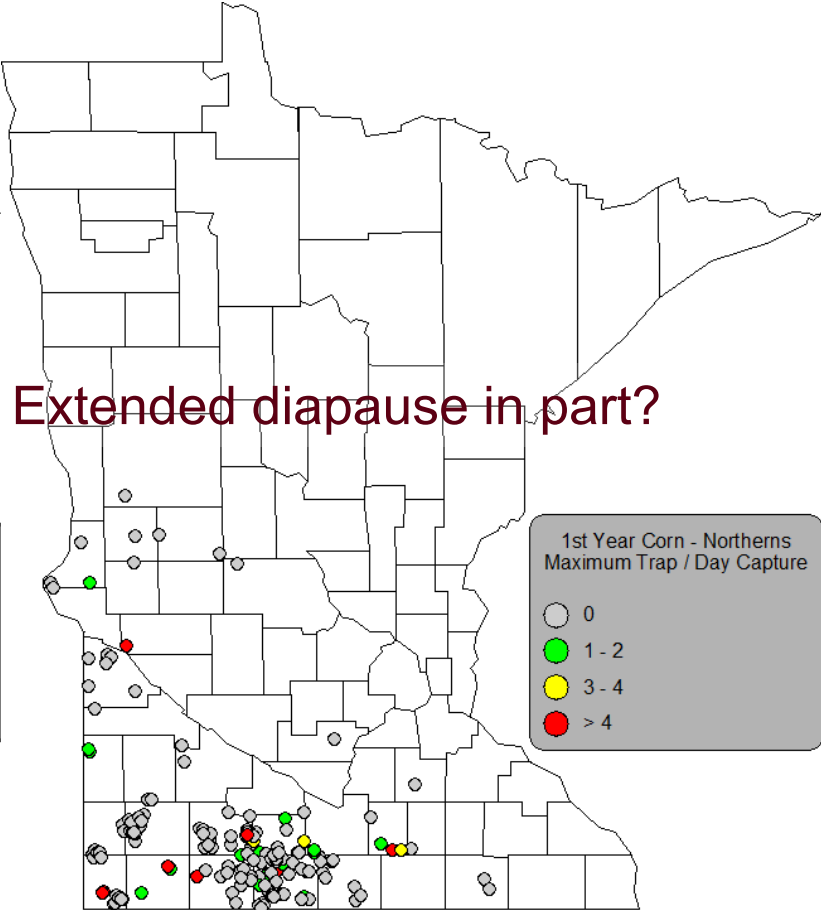 Extended diapause in part?
1st Year Corn - Northerns
Maximum Trap / Day Capture
0
1 - 2
3 - 4
> 4